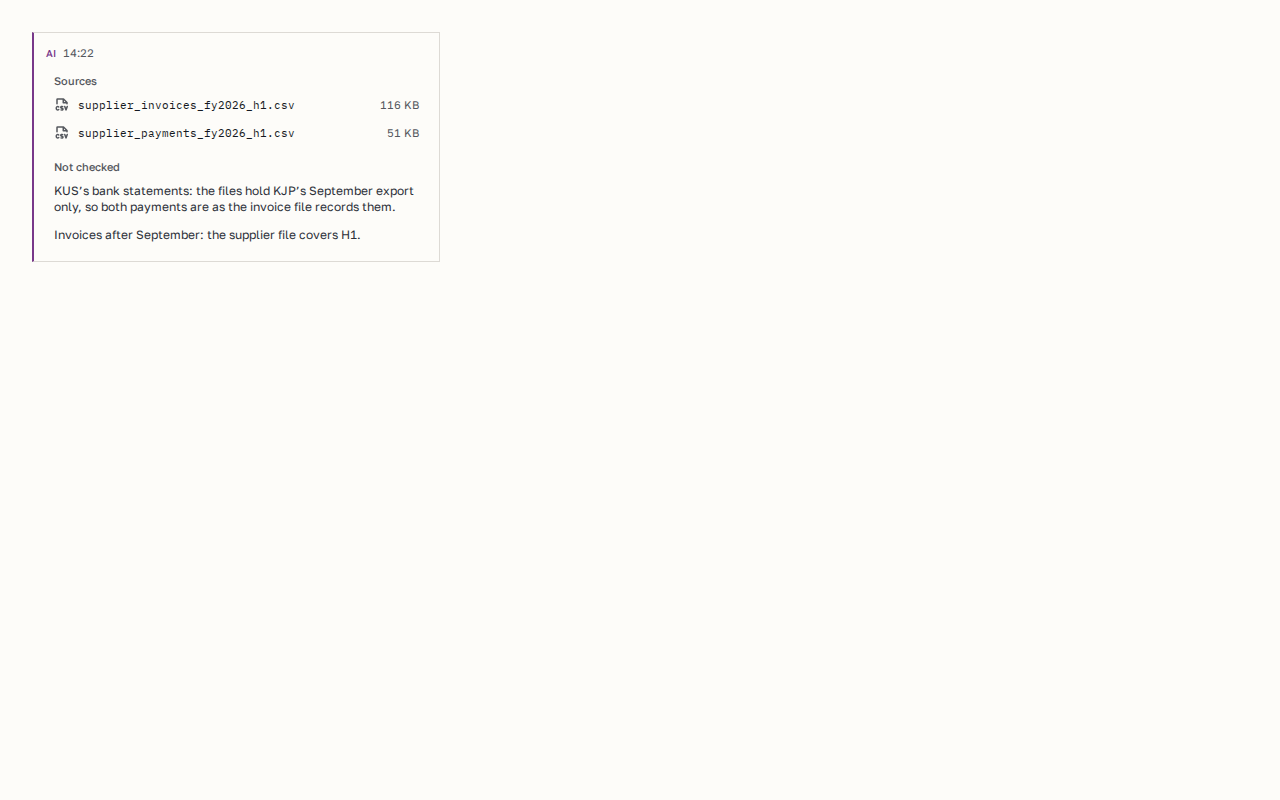 AI 14:22
Sources
CSV supplier_invoices_fy2026_h1.csv 116 KB
CSV supplier_payments_fy2026_h1.csv 51 KB
Not checked
KUS’s bank statements: the files hold KJP’s September export
only, so both payments are as the invoice file records them.
Invoices after September: the supplier file covers H1.